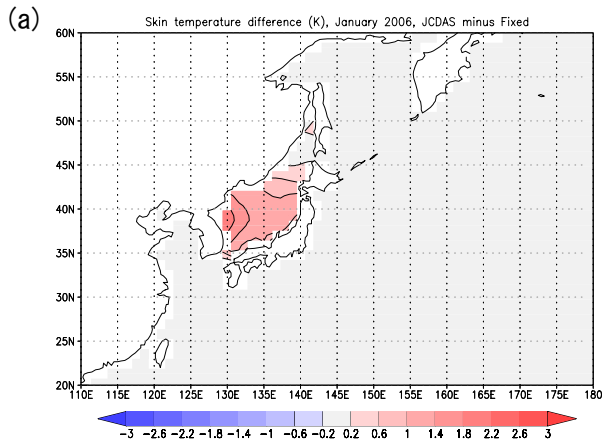 (a)
Skin temperature difference (K), January 2006, JCDAS minus Fixed
60N
55N
50N
45N
40N
35N
30N
25N
20N
110E 115E 120E 125E 130E 135E 140E 145E 150E 155E 160E 165E 170E 175E 180
-3 -2.6 -2.2 -1.8 -1.4 -1 -0.6 -0.2 0.2 0.6 1 1.4 1.8 2.2 2.6 3